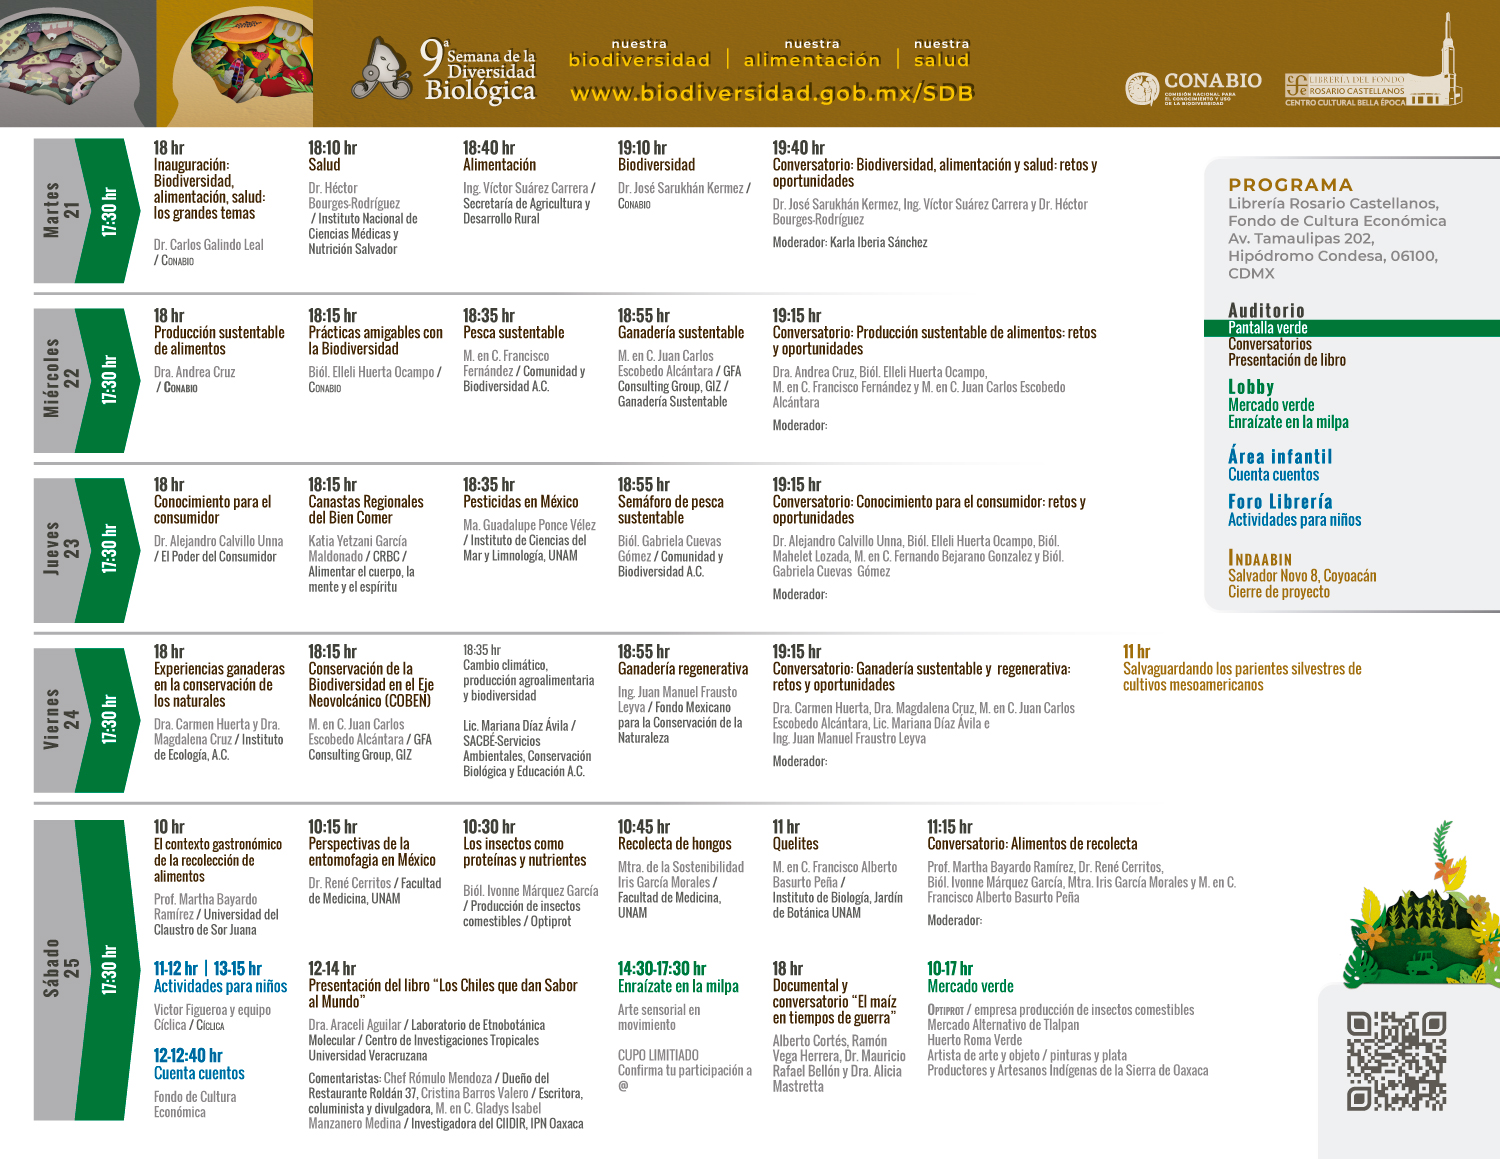 9ª Semana de la
Diversidad
Biológica
nuestra
biodiversidad
nuestra
alimentación
nuestra
salud
www.biodiversidad.gob.mx/SDB
CONABIO
COMISIÓN NACIONAL PARA
EL CONOCIMIENTO Y USO
DE LA BIODIVERSIDAD
cfe
LIBRERÍA DEL FONDO
ROSARIO CASTELLANOS
CENTRO CULTURAL BELLA ÉPOCA
Martes
21
17:30 hr
18 hr
Inauguración:
Biodiversidad,
alimentación, salud:
los grandes temas
Dr. Carlos Galindo Leal
/ CONABIO
18:10 hr
Salud
Dr. Héctor
Bourges-Rodríguez
/ Instituto Nacional de
Ciencias Médicas y
Nutrición Salvador
18:40 hr
Alimentación
Ing. Víctor Suárez Carrera /
Secretaría de Agricultura y
Desarrollo Rural
19:10 hr
Biodiversidad
Dr. José Sarukhán Kermez /
CONABIO
19:40 hr
Conversatorio: Biodiversidad, alimentación y salud: retos y
oportunidades
Dr. José Sarukhán Kermez, Ing. Víctor Suárez Carrera y Dr. Héctor
Bourges-Rodríguez
Moderador: Karla Iberia Sánchez
Miércoles
22
17:30 hr
18 hr
Producción sustentable
de alimentos
Dra. Andrea Cruz
/ CONABIO
18:15 hr
Prácticas amigables con
la Biodiversidad
Biól. Elleli Huerta Ocampo /
CONABIO
18:35 hr
Pesca sustentable
M. en C. Francisco
Fernández / Comunidad y
Biodiversidad A.C.
18:55 hr
Ganadería sustentable
M. en C. Juan Carlos
Escobedo Alcántara / GFA
Consulting Group, GIZ /
Ganadería Sustentable
19:15 hr
Conversatorio: Producción sustentable de alimentos: retos
y oportunidades
Dra. Andrea Cruz, Biól. Elleli Huerta Ocampo,
M. en C. Francisco Fernández y M. en C. Juan Carlos Escobedo
Alcántara
Moderador:
Jueves
23
17:30 hr
18 hr
Conocimiento para el
consumidor
Dr. Alejandro Calvillo Unna
/ El Poder del Consumidor
18:15 hr
Canastas Regionales
del Bien Comer
Katia Yetzani García
Maldonado / CRBC /
Alimentar el cuerpo, la
mente y el espíritu
18:35 hr
Pesticidas en México
Ma. Guadalupe Ponce Vélez
/ Instituto de Ciencias del
Mar y Limnología, UNAM
18:55 hr
Semáforo de pesca
sustentable
Biól. Gabriela Cuevas
Gómez / Comunidad y
Biodiversidad A.C.
19:15 hr
Conversatorio: Conocimiento para el consumidor: retos y
oportunidades
Dr. Alejandro Calvillo Unna, Biól. Elleli Huerta Ocampo, Biól.
Mahelet Lozada, M. en C. Fernando Bejarano Gonzalez y Biól.
Gabriela Cuevas Gómez
Moderador:
Viernes
24
17:30 hr
18 hr
Experiencias ganaderas
en la conservación de
los naturales
Dra. Carmen Huerta y Dra.
Magdalena Cruz / Instituto
de Ecología, A.C.
18:15 hr
Conservación de la
Biodiversidad en el Eje
Neovolcánico (COBEN)
M. en C. Juan Carlos
Escobedo Alcántara / GFA
Consulting Group, GIZ
18:35 hr
Cambio climático,
producción agroalimentaria
y biodiversidad
Lic. Mariana Díaz Ávila /
SACBÉ-Servicios
Ambientales, Conservación
Biológica y Educación A.C.
18:55 hr
Ganadería regenerativa
Ing. Juan Manuel Frausto
Leyva / Fondo Mexicano
para la Conservación de la
Naturaleza
19:15 hr
Conversatorio: Ganadería sustentable y regenerativa:
retos y oportunidades
Dra. Carmen Huerta, Dra. Magdalena Cruz, M. en C. Juan Carlos
Escobedo Alcántara, Lic. Mariana Díaz Ávila e
Ing. Juan Manuel Fraustro Leyva
Moderador:
11 hr
Salvaguardando los parientes silvestres de
cultivos mesoamericanos
Sábado
25
17:30 hr
10 hr
El contexto gastronómico
de la recolección de
alimentos
Prof. Martha Bayardo
Ramírez / Universidad del
Claustro de Sor Juana
10:15 hr
Perspectivas de la
entomofagia en México
Dr. René Cerritos / Facultad
de Medicina, UNAM
10:30 hr
Los insectos como
proteínas y nutrientes
Biól. Ivonne Márquez García
/ Producción de insectos
comestibles / Optiprot
10:45 hr
Recolecta de hongos
Mtra. de la Sostenibilidad
Iris García Morales /
Facultad de Medicina,
UNAM
11 hr
Quelites
M. en C. Francisco Alberto
Basurto Peña /
Instituto de Biología, Jardín
de Botánica UNAM
11:15 hr
Conversatorio: Alimentos de recolecta
Prof. Martha Bayardo Ramírez, Dr. René Cerritos,
Biól. Ivonne Márquez García, Mtra. Iris García Morales y M. en C.
Francisco Alberto Basurto Peña
Moderador:
11-12 hr | 13-15 hr
Actividades para niños
Victor Figueroa y equipo
Cíclica / CÍCLICA
12-12:40 hr
Cuenta cuentos
Fondo de Cultura
Económica
12-14 hr
Presentación del libro “Los Chiles que dan Sabor
al Mundo”
Dra. Araceli Aguilar / Laboratorio de Etnobotánica
Molecular / Centro de Investigaciones Tropicales
Universidad Veracruzana
Comentaristas: Chef Rómulo Mendoza / Dueño del
Restaurante Roldán 37, Cristina Barros Valero / Escritora,
columinista y divulgadora, M. en C. Gladys Isabel
Manzanero Medina / Investigadora del CIIDIR, IPN Oaxaca
14:30-17:30 hr
Enraízate en la milpa
Arte sensorial en
movimiento
CUPO LIMITIADO
Confirma tu participación a
@
18 hr
Documental y
conversatorio “El maíz
en tiempos de guerra”
Alberto Cortés, Ramón
Vega Herrera, Dr. Mauricio
Rafael Bellón y Dra. Alicia
Mastretta
10-17 hr
Mercado verde
OPTIPROT / empresa producción de insectos comestibles
Mercado Alternativo de Tlalpan
Huerto Roma Verde
Artista de arte y objeto / pinturas y plata
Productores y Artesanos Indígenas de la Sierra de Oaxaca
PROGRAMA
Librería Rosario Castellanos,
Fondo de Cultura Económica
Av. Tamaulipas 202,
Hipódromo Condesa, 06100,
CDMX
Auditorio
Pantalla verde
Conversatorios
Presentación de libro
Lobby
Mercado verde
Enraízate en la milpa
Área infantil
Cuenta cuentos
Foro Librería
Actividades para niños
INDAABIN
Salvador Novo 8, Coyoacán
Cierre de proyecto